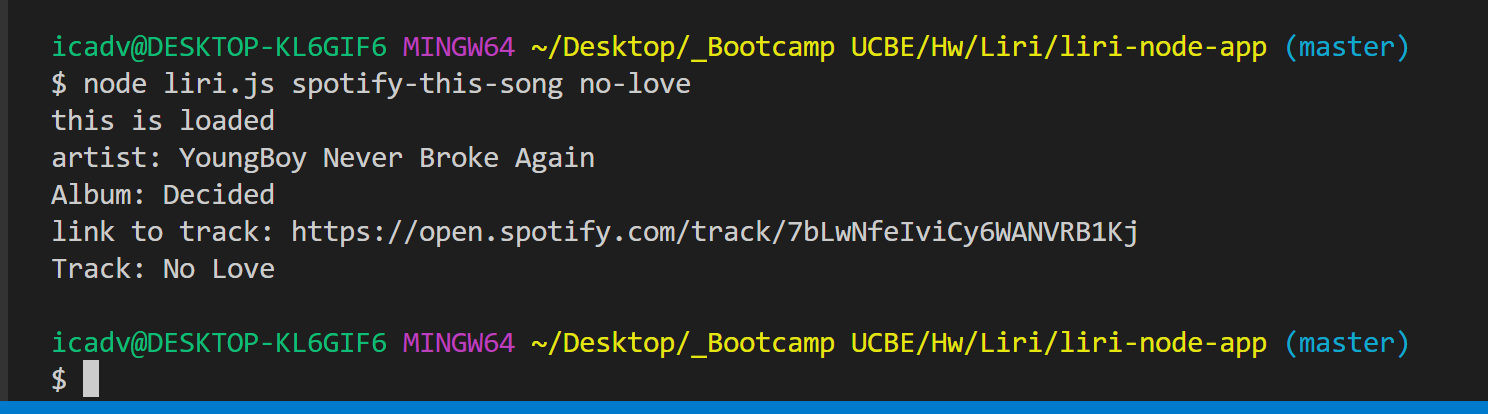 icadv@DESKTOP-KL6GIF6 MINGW64 ~/Desktop/_Bootcamp UCBE/Hw/Liri/liri-node-app (master)
$ node liri.js spotify-this-song no-love
this is loaded
artist: YoungBoy Never Broke Again
Album: Decided
link to track: https://open.spotify.com/track/7bLwNfeIviCy6WANVRB1Kj
Track: No Love
icadv@DESKTOP-KL6GIF6 MINGW64 ~/Desktop/_Bootcamp UCBE/Hw/Liri/liri-node-app (master)
$